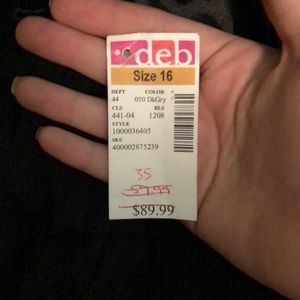 deb
Size 16
DEPT COLOR
44 050 DkGry
CLS RLS
441-04 1208
STYLE
1000036405
SKU
400002875239
35
59.99
$89.99